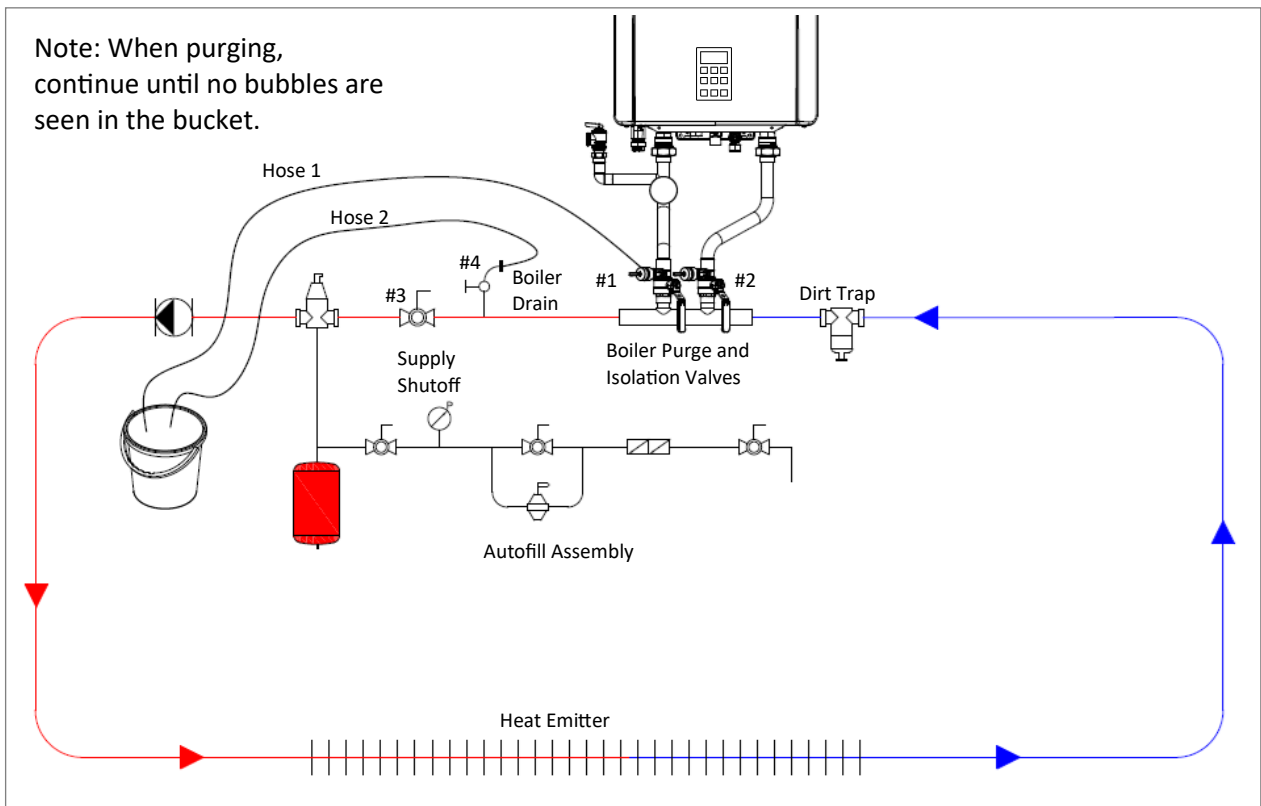 Note: When purging,
continue until no bubbles are
seen in the bucket.
Hose 1
Hose 2
#4
Boiler
Drain
#3
#1
#2
Dirt Trap
Supply
Shutoff
Boiler Purge and
Isolation Valves
Autofill Assembly
Heat Emitter